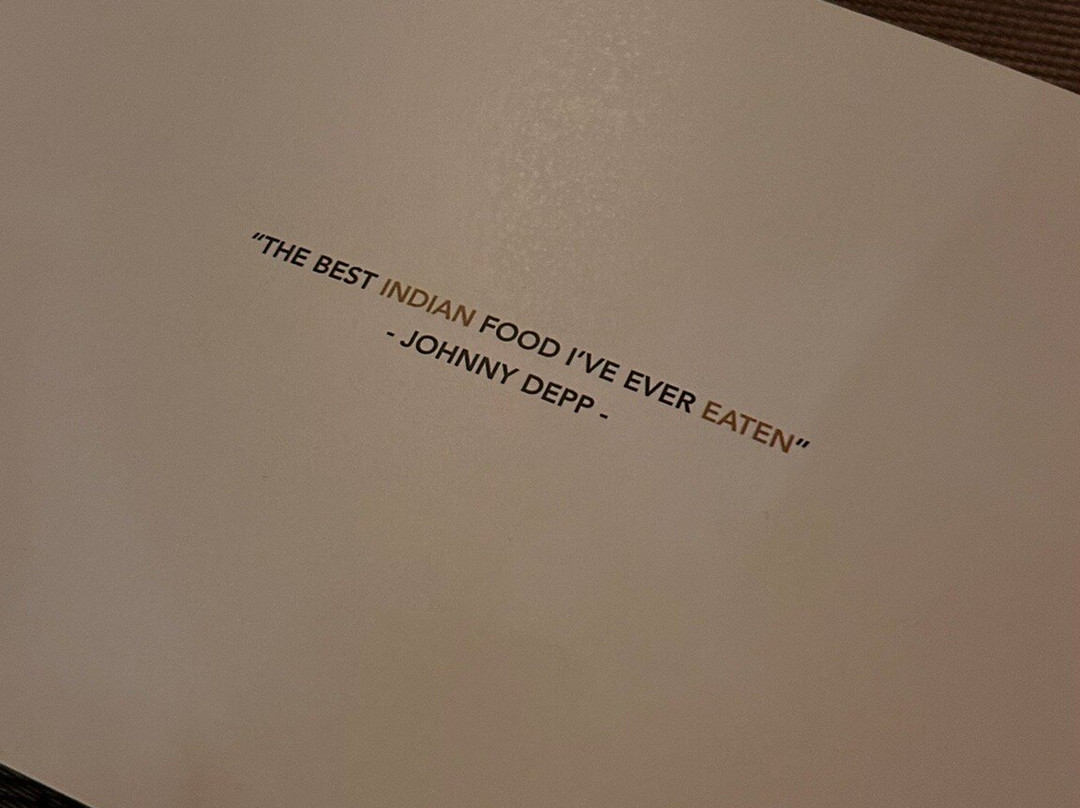 “THE BEST INDIAN FOOD I’VE EVER EATEN”
- JOHNNY DEPP -